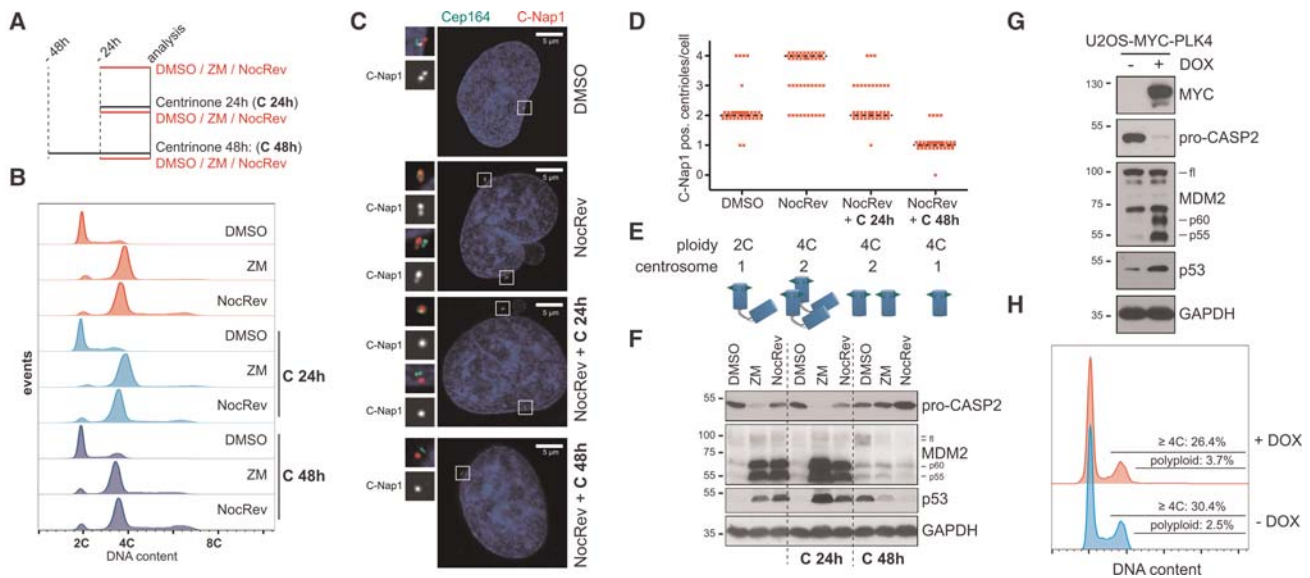 A
-48h
-24h
analysis
DMSO / ZM / NocRev
Centrinone 24h (C 24h)
DMSO / ZM / NocRev
Centrinone 48h: (C 48h)
DMSO / ZM / NocRev
B
events
DMSO
ZM
NocRev
DMSO
ZM
NocRev
C 24h
DMSO
ZM
NocRev
C 48h
2C
4C
8C
DNA content
C
Cep164
C-Nap1
5 µm
C-Nap1
DMSO
5 µm
C-Nap1
C-Nap1
NocRev
5 µm
C-Nap1
C-Nap1
NocRev + C 24h
5 µm
C-Nap1
NocRev + C 48h
D
C-Nap1 pos. centrioles/cell
4
3
2
1
0
DMSO
NocRev
NocRev + C 24h
NocRev + C 48h
E
ploidy 2C 4C 4C 4C
centrosome 1 2 2 1
F
DMSO ZM NocRev DMSO ZM NocRev DMSO ZM NocRev
55
pro-CASP2
100
fl
MDM2
75
p60
55
p55
55
p53
35
GAPDH
C 24h
C 48h
G
U2OS-MYC-PLK4
- + DOX
130
MYC
55
pro-CASP2
100
fl
MDM2
70
p60
55
p55
55
p53
35
GAPDH
H
≥ 4C: 26.4%
polyploid: 3.7%
+ DOX
≥ 4C: 30.4%
polyploid: 2.5%
- DOX
DNA content